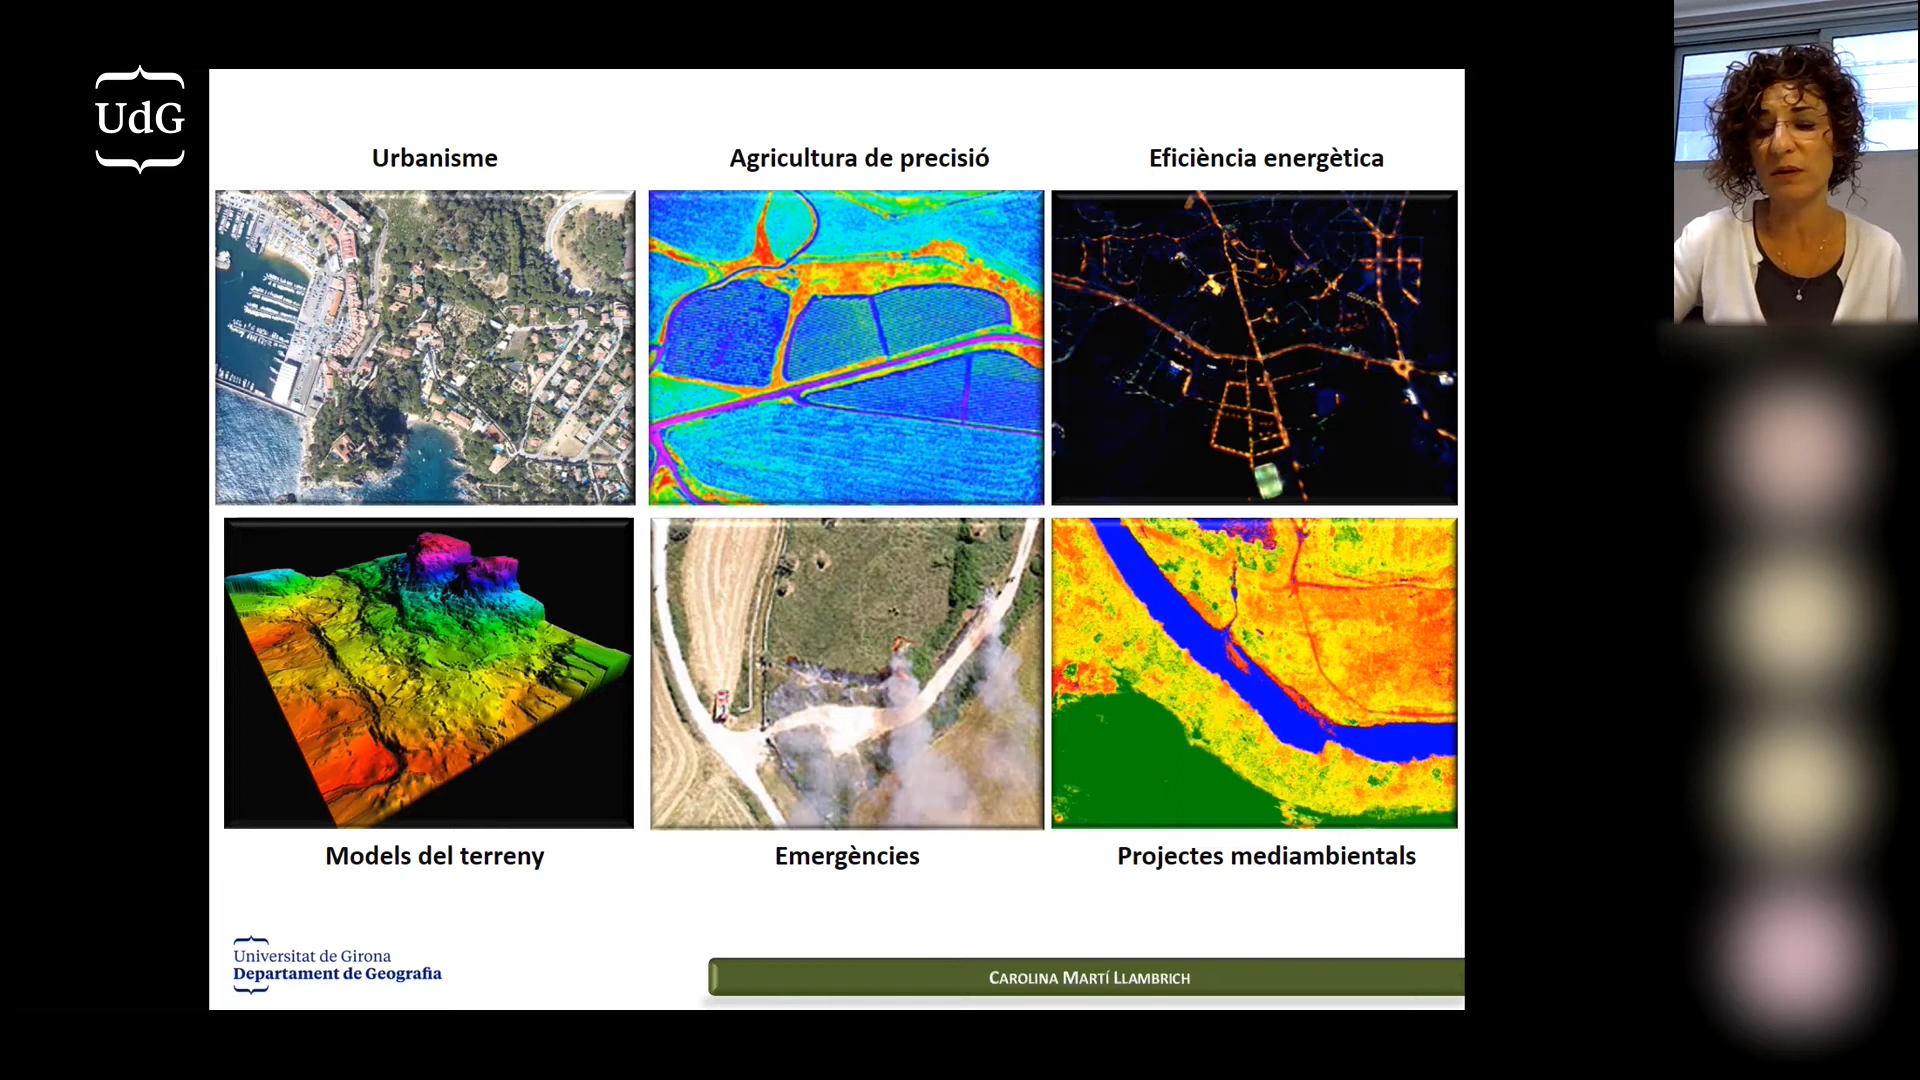 UdG
Urbanisme
Agricultura de precisió
Eficiència energètica
Models del terreny
Emergències
Projectes mediambientals
Universitat de Girona
Departament de Geografia
CAROLINA MARTÍ LLAMBRICH